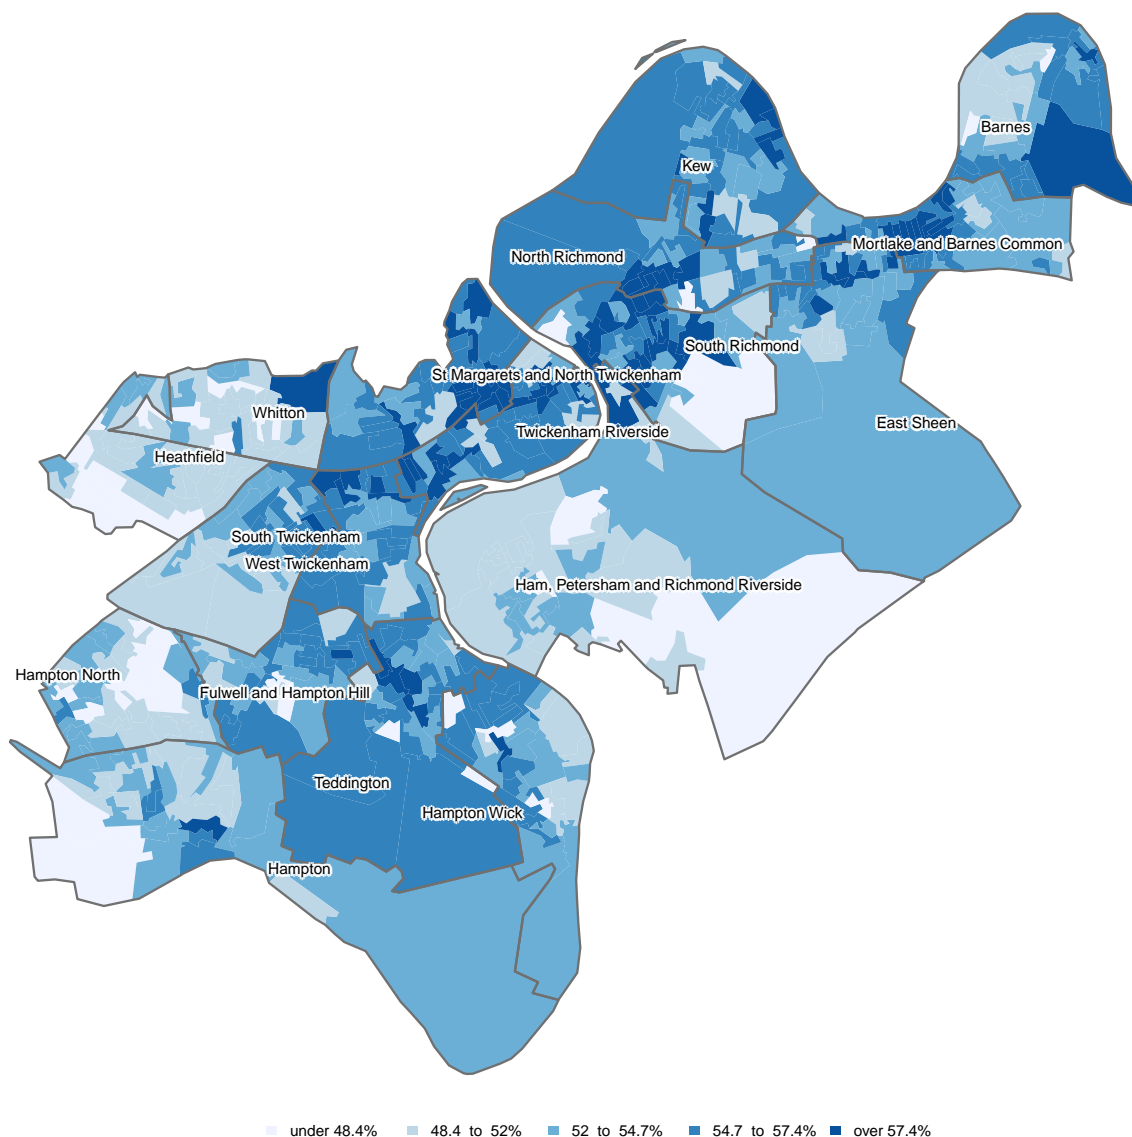 Barnes
Kew
Mortlake and Barnes Common
North Richmond
South Richmond
St Margarets and North Twickenham
Whitton
East Sheen
Twickenham Riverside
Heathfield
South Twickenham
West Twickenham
Ham, Petersham and Richmond Riverside
Hampton North
Fulwell and Hampton Hill
Teddington
Hampton Wick
Hampton
under 48.4% 48.4 to 52% 52 to 54.7% 54.7 to 57.4% over 57.4%